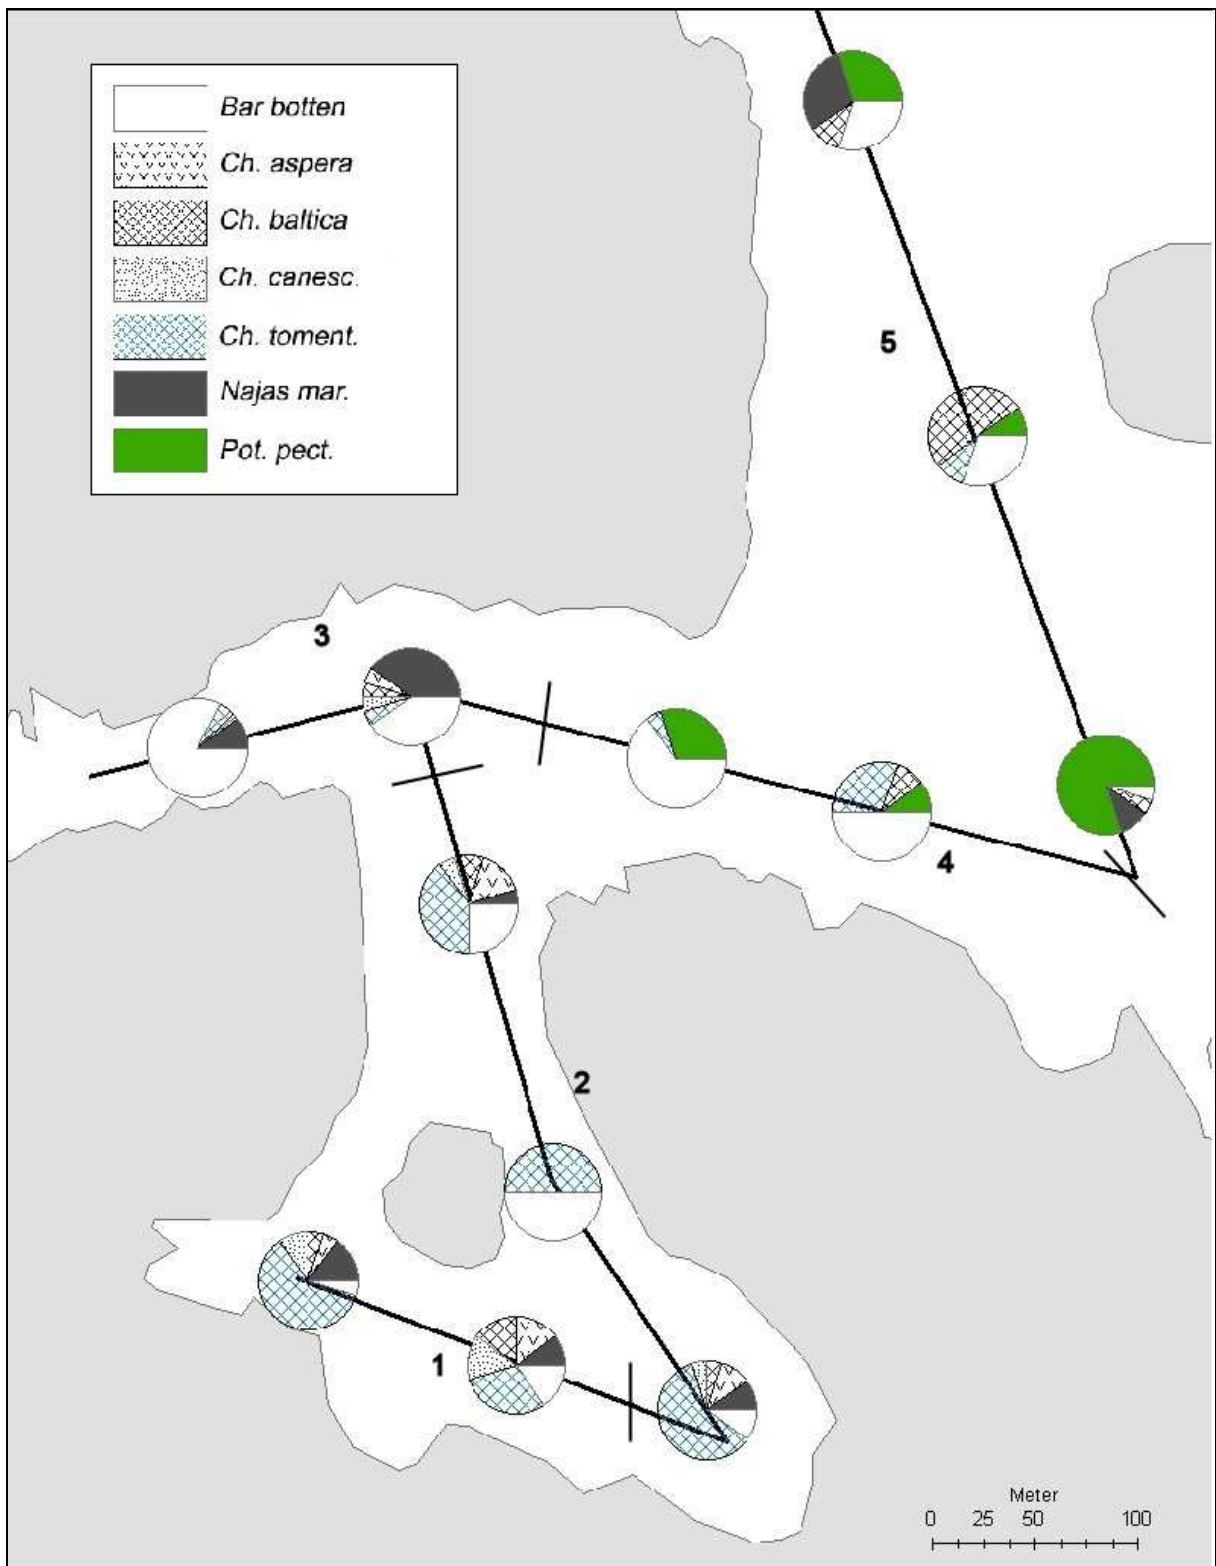 Bar botten
Ch. aspera
Ch. baltica
Ch. canesc.
Ch. toment.
Najas mar.
Pot. pect.
5
3
4
2
1
Meter
0 25 50 100